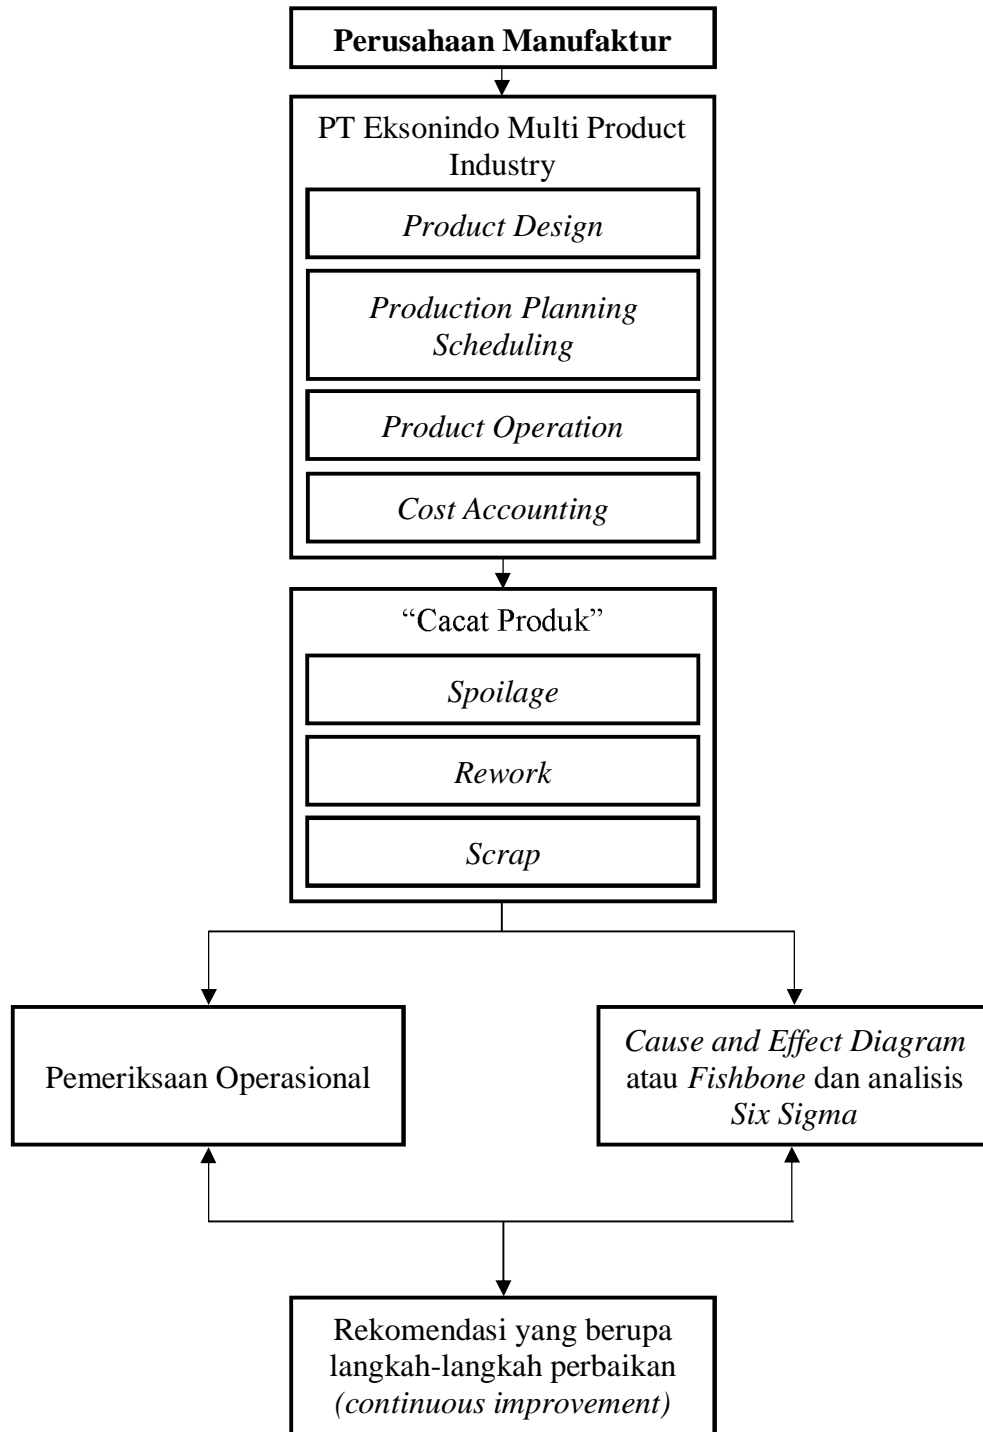 Perusahaan Manufaktur
PT Eksonindo Multi Product
Industry
Product Design
Production Planning
Scheduling
Product Operation
Cost Accounting
“Cacat Produk”
Spoilage
Rework
Scrap
Pemeriksaan Operasional
Cause and Effect Diagram
atau Fishbone dan analisis
Six Sigma
Rekomendasi yang berupa
langkah-langkah perbaikan
(continuous improvement)